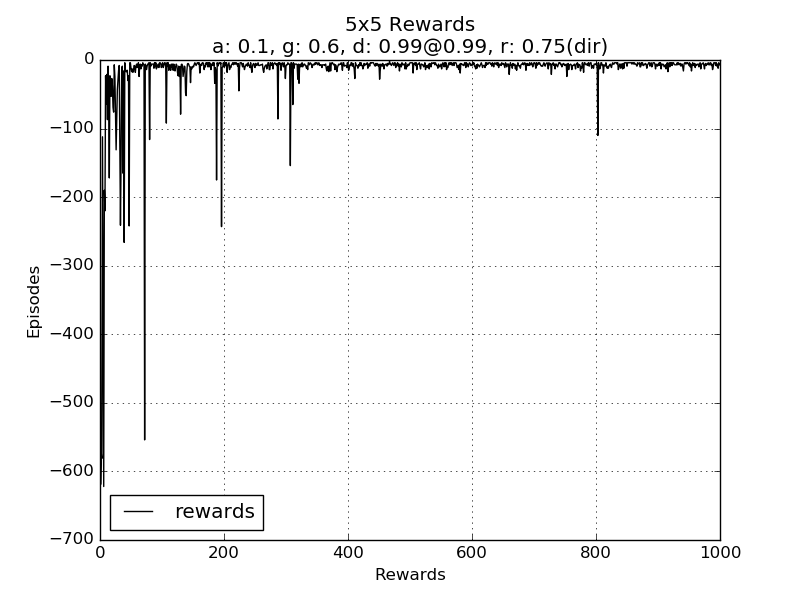 5x5 Rewards
a: 0.1, g: 0.6, d: 0.99@0.99, r: 0.75(dir)
0
−100
−200
−300
−400
−500
−600
−700
Episodes
rewards
0 200 400 600 800 1000
Rewards